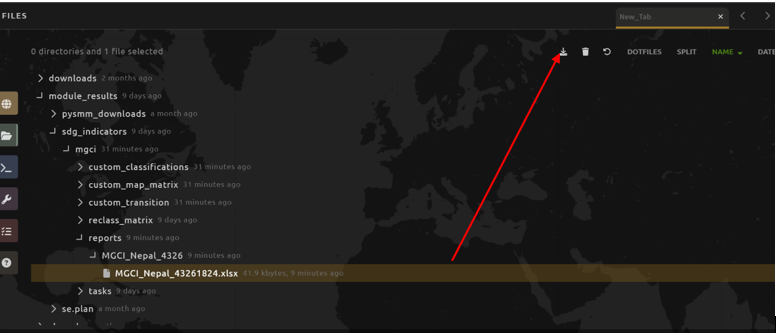 FILES
New_Tab
0 directories and 1 file selected
DOTFILES SPLIT NAME DATE
downloads 2 months ago
module_results 9 days ago
pysmm_downloads a month ago
sdg_indicators 9 days ago
mgci 31 minutes ago
custom_classifications 31 minutes ago
custom_map_matrix 31 minutes ago
custom_transition 31 minutes ago
reclass_matrix 9 days ago
reports 9 minutes ago
MGCI_Nepal_4326 9 minutes ago
MGCI_Nepal_43261824.xlsx 41.9 kbytes, 9 minutes ago
tasks 9 days ago
se.plan a month ago